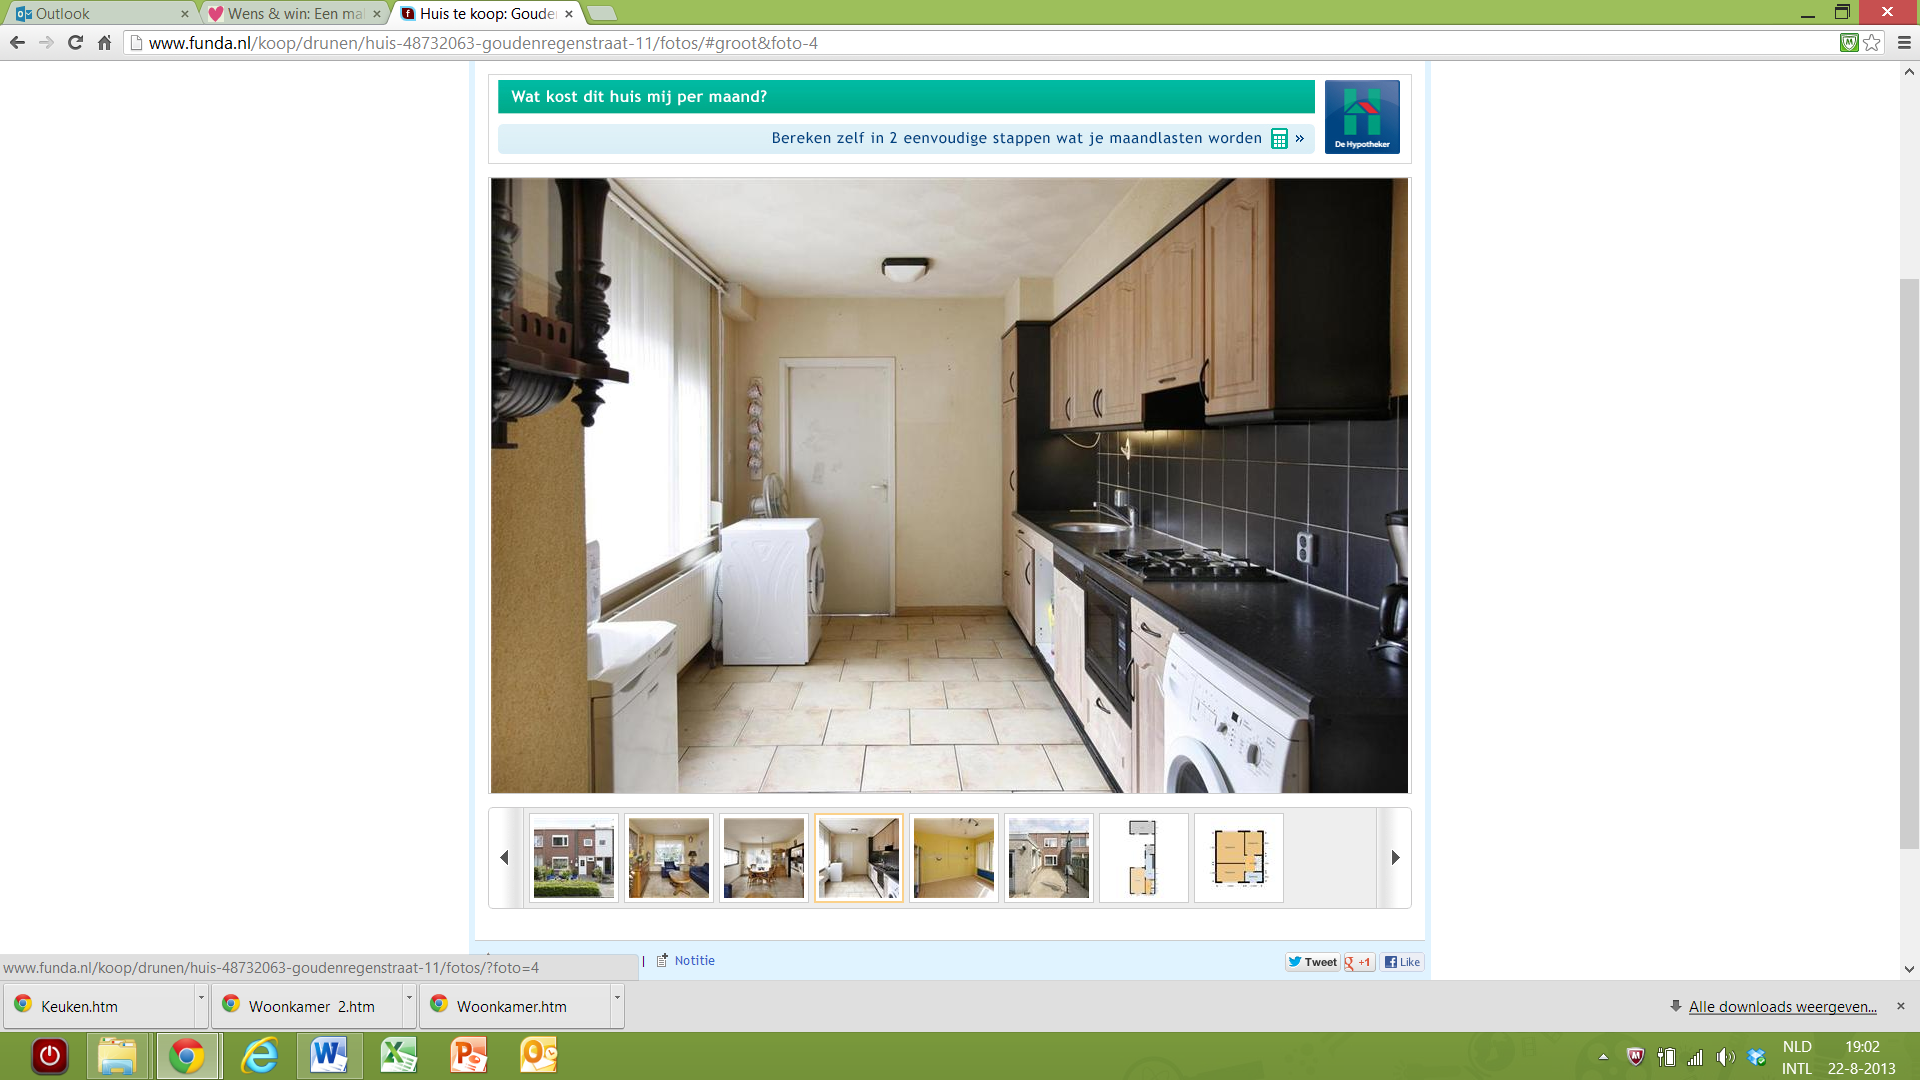 Outlook
Wens & win: Een ma
Huis te koop: Goude
www.funda.nl/koop/drunen/huis-48732063-goudenregenstraat-11/fotos/#groot&foto-4
Wat kost dit huis mij per maand?
Bereken zelf in 2 eenvoudige stappen wat je maandlasten worden »
De Hypotheker
| Notitie
Tweet
+1
Like
www.funda.nl/koop/drunen/huis-48732063-goudenregenstraat-11/fotos/?foto=4
Keuken.htm
Woonkamer 2.htm
Woonkamer.htm
Alle downloads weergeven...
NLD 19:02
INTL 22-8-2013